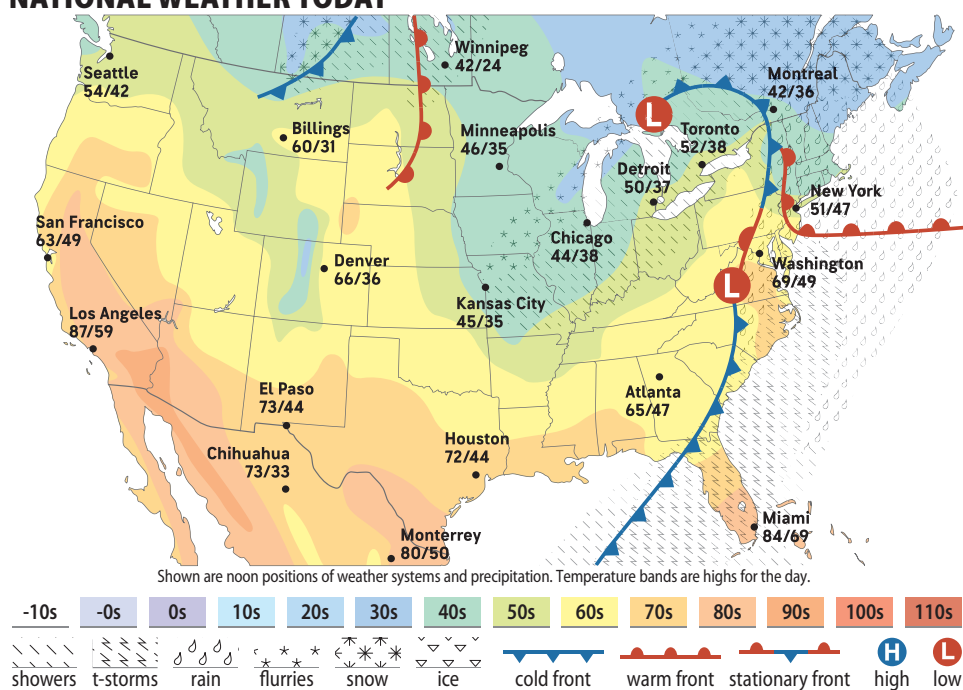 NATIONAL WEATHER TODAY
Winnipeg
42/24
Seattle
54/42
Montreal
42/36
Billings
60/31
Minneapolis
46/35
Toronto
52/38
Detroit
50/37
New York
51/47
San Francisco
63/49
Chicago
44/38
Denver
66/36
Washington
69/49
Kansas City
45/35
Los Angeles
87/59
El Paso
73/44
Atlanta
65/47
Chihuahua
73/33
Houston
72/44
Miami
84/69
Monterrey
80/50
L
L
Shown are noon positions of weather systems and precipitation. Temperature bands are highs for the day.
-10s -0s 0s 10s 20s 30s 40s 50s 60s 70s 80s 90s 100s 110s
H L
showers t-storms rain flurries snow ice cold front warm front stationary front high low